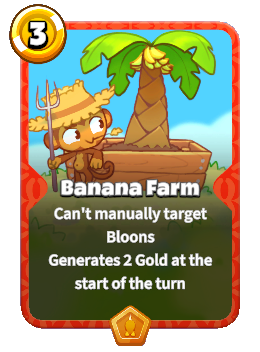 3
Banana Farm
Can't manually target
Bloons
Generates 2 Gold at the
start of the turn